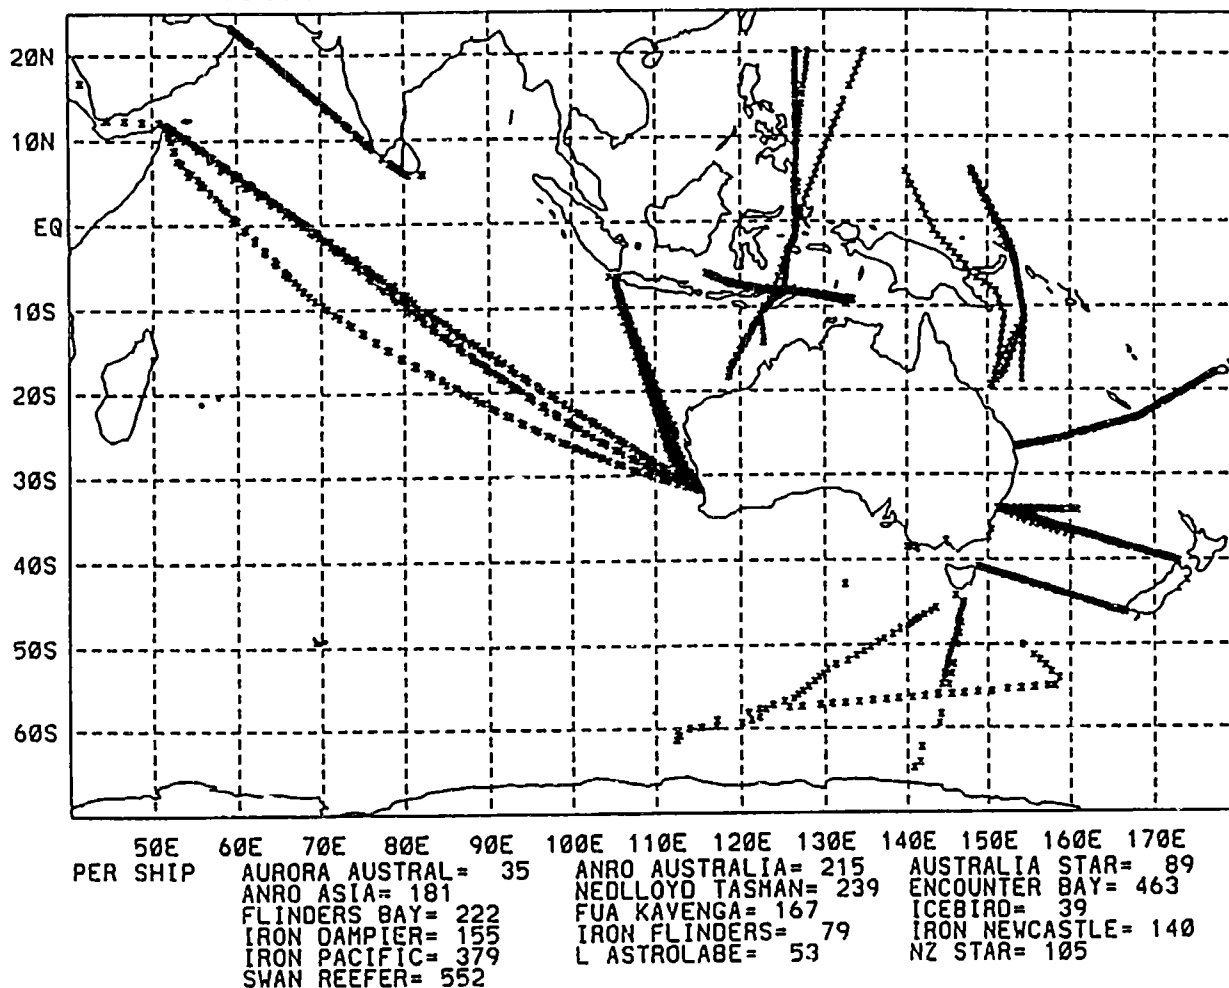 20N
10N
EQ
10S
20S
30S
40S
50S
60S
50E 60E 70E 80E 90E 100E 110E 120E 130E 140E 150E 160E 170E
PER SHIP AURORA AUSTRAL= 35 ANRO AUSTRALIA= 215 AUSTRALIA STAR= 89
ANRO ASIA= 181 NEDLLOYD TASMAN= 239 ENCOUNTER BAY= 463
FLINDERS BAY= 222 FUA KAVENGA= 167 ICEBIRD= 39
IRON DAMPIER= 155 IRON FLINDERS= 79 IRON NEWCASTLE= 140
IRON PACIFIC= 379 L ASTROLABE= 53 NZ STAR= 105
SWAN REEFER= 552